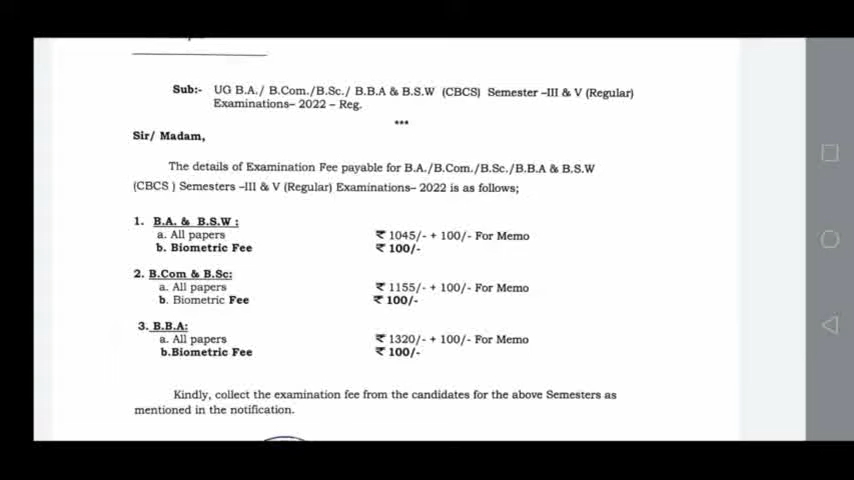 Sub:- UG B.A./ B.Com./B.Sc./ B.B.A & B.S.W (CBCS) Semester –III & V (Regular)
Examinations– 2022 – Reg.
***
Sir/ Madam,
The details of Examination Fee payable for B.A./B.Com./B.Sc./B.B.A & B.S.W
(CBCS ) Semesters –III & V (Regular) Examinations– 2022 is as follows;
1. B.A. & B.S.W :
a. All papers ₹ 1045/- + 100/- For Memo
b. Biometric Fee ₹ 100/-
2. B.Com & B.Sc:
a. All papers ₹ 1155/- + 100/- For Memo
b. Biometric Fee ₹ 100/-
3. B.B.A:
a. All papers ₹ 1320/- + 100/- For Memo
b.Biometric Fee ₹ 100/-
Kindly, collect the examination fee from the candidates for the above Semesters as
mentioned in the notification.